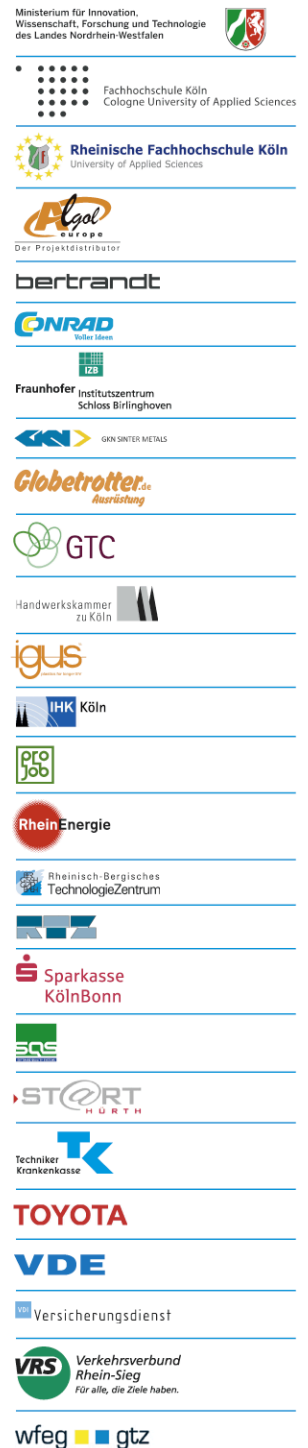 Ministerium für Innovation,
Wissenschaft, Forschung und Technologie
des Landes Nordrhein-Westfalen
Fachhochschule Köln
Cologne University of Applied Sciences
Rheinische Fachhochschule Köln
University of Applied Sciences
Algol
europe
Der Projektdistributor
bertrandt
CONRAD
Voller Ideen
IZB
Fraunhofer Institutszentrum
Schloss Birlinghoven
GKN GKN SINTER METALS
Globetrotter.de
Ausrüstung
GTC
Handwerkskammer
zu Köln
igus
IHK Köln
pro
job
RheinEnergie
Rheinisch-Bergisches
TechnologieZentrum
RTZ
Sparkasse
KölnBonn
SQS
ST@RT
HÜRTH
TK
Techniker
Krankenkasse
TOYOTA
VDE
VDI Versicherungsdienst
VRS Verkehrsverbund
Rhein-Sieg
Für alle, die Ziele haben.
wfeg gtz